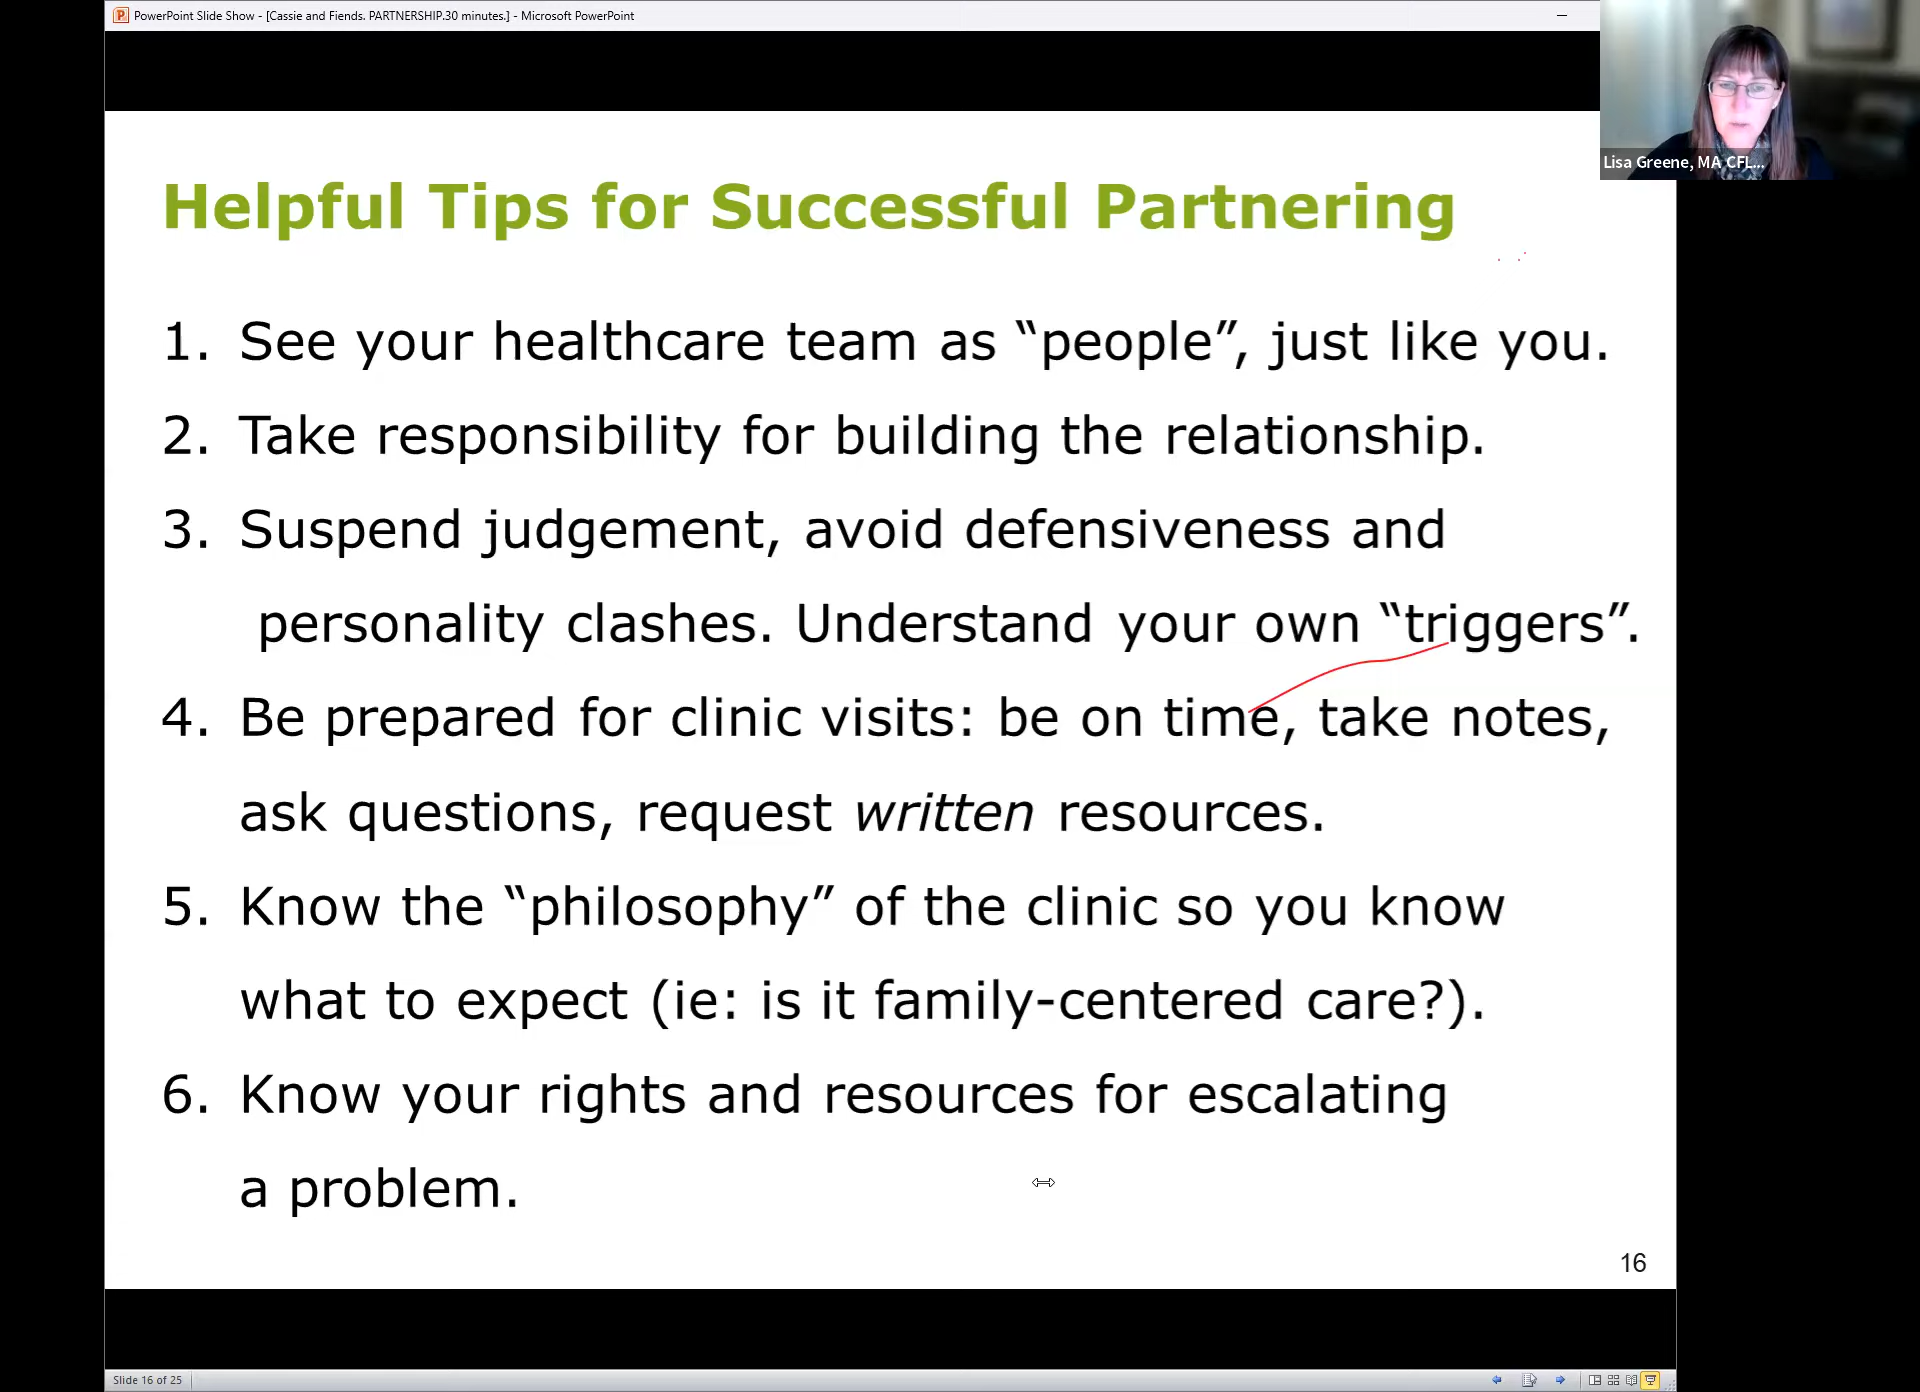 PowerPoint Slide Show - [Cassie and Fiends. PARTNERSHIP.30 minutes.] - Microsoft PowerPoint
Lisa Greene, MA CFL...
Helpful Tips for Successful Partnering
1. See your healthcare team as “people”, just like you.
2. Take responsibility for building the relationship.
3. Suspend judgement, avoid defensiveness and
personality clashes. Understand your own “triggers”.
4. Be prepared for clinic visits: be on time, take notes,
ask questions, request written resources.
5. Know the “philosophy” of the clinic so you know
what to expect (ie: is it family-centered care?).
6. Know your rights and resources for escalating
a problem.
16
Slide 16 of 25